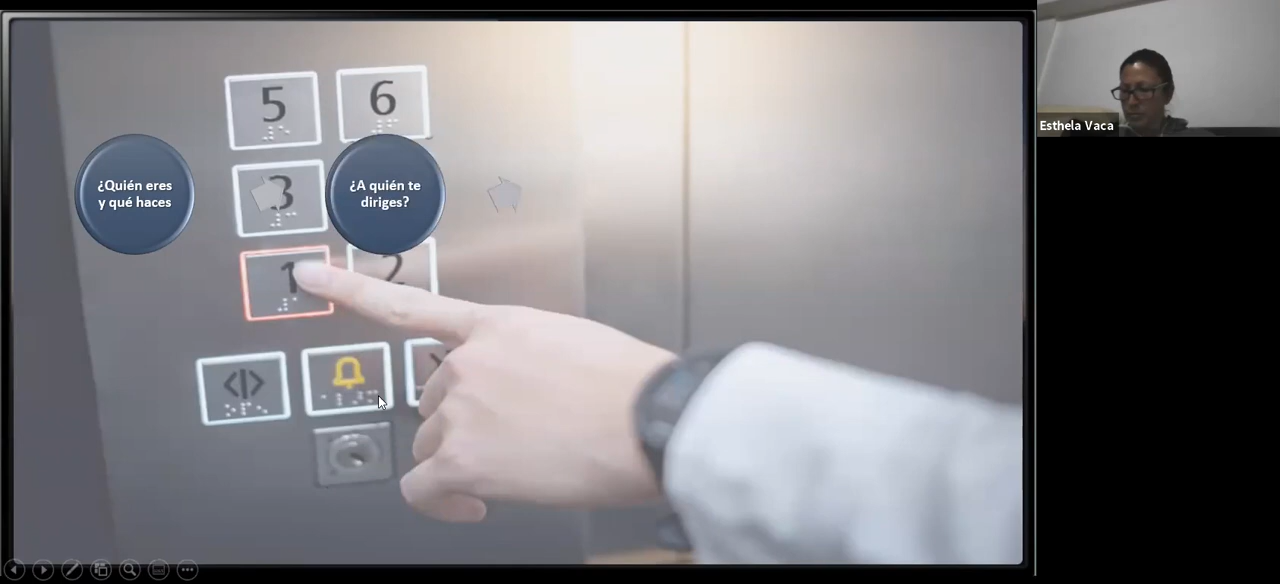 5 6
¿Quién eres
y qué haces
3
¿A quién te
diriges?
1 2
Esthela Vaca